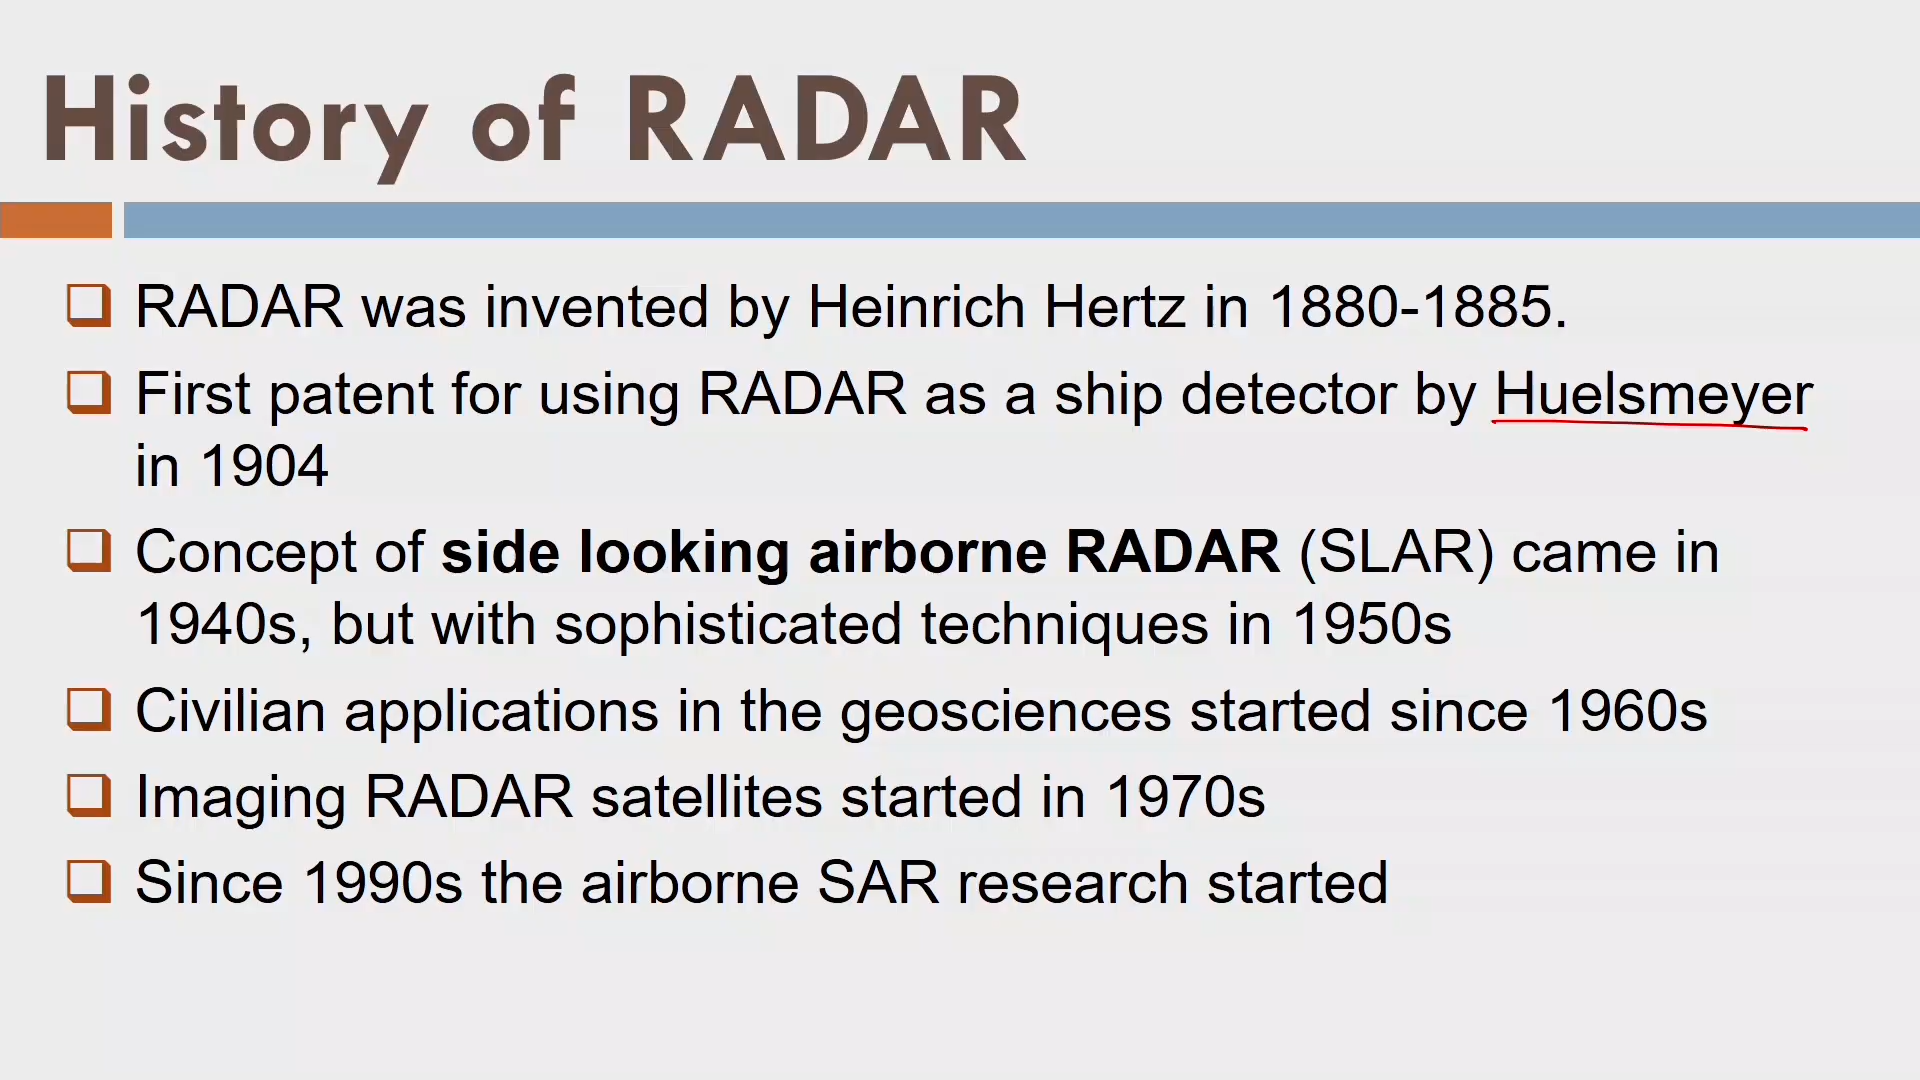 History of RADAR
RADAR was invented by Heinrich Hertz in 1880-1885.
First patent for using RADAR as a ship detector by Huelsmeyer
in 1904
Concept of side looking airborne RADAR (SLAR) came in
1940s, but with sophisticated techniques in 1950s
Civilian applications in the geosciences started since 1960s
Imaging RADAR satellites started in 1970s
Since 1990s the airborne SAR research started